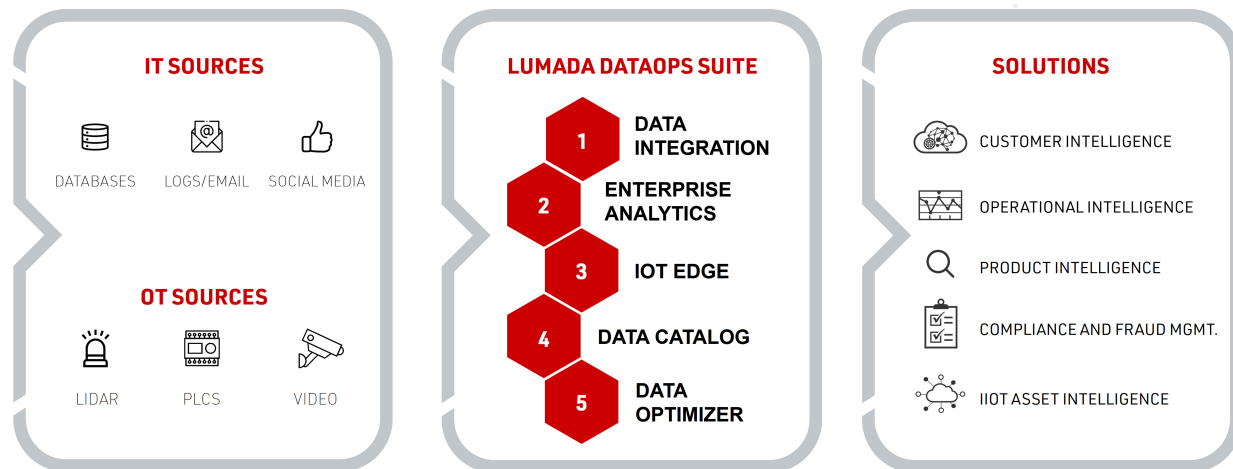 IT SOURCES
DATABASES
LOGS/EMAIL
SOCIAL MEDIA
OT SOURCES
LIDAR
PLCS
VIDEO
LUMADA DATAOPS SUITE
1
DATA
INTEGRATION
2
ENTERPRISE
ANALYTICS
3
IOT EDGE
4
DATA CATALOG
5
DATA
OPTIMIZER
SOLUTIONS
CUSTOMER INTELLIGENCE
OPERATIONAL INTELLIGENCE
PRODUCT INTELLIGENCE
COMPLIANCE AND FRAUD MGMT.
IIOT ASSET INTELLIGENCE